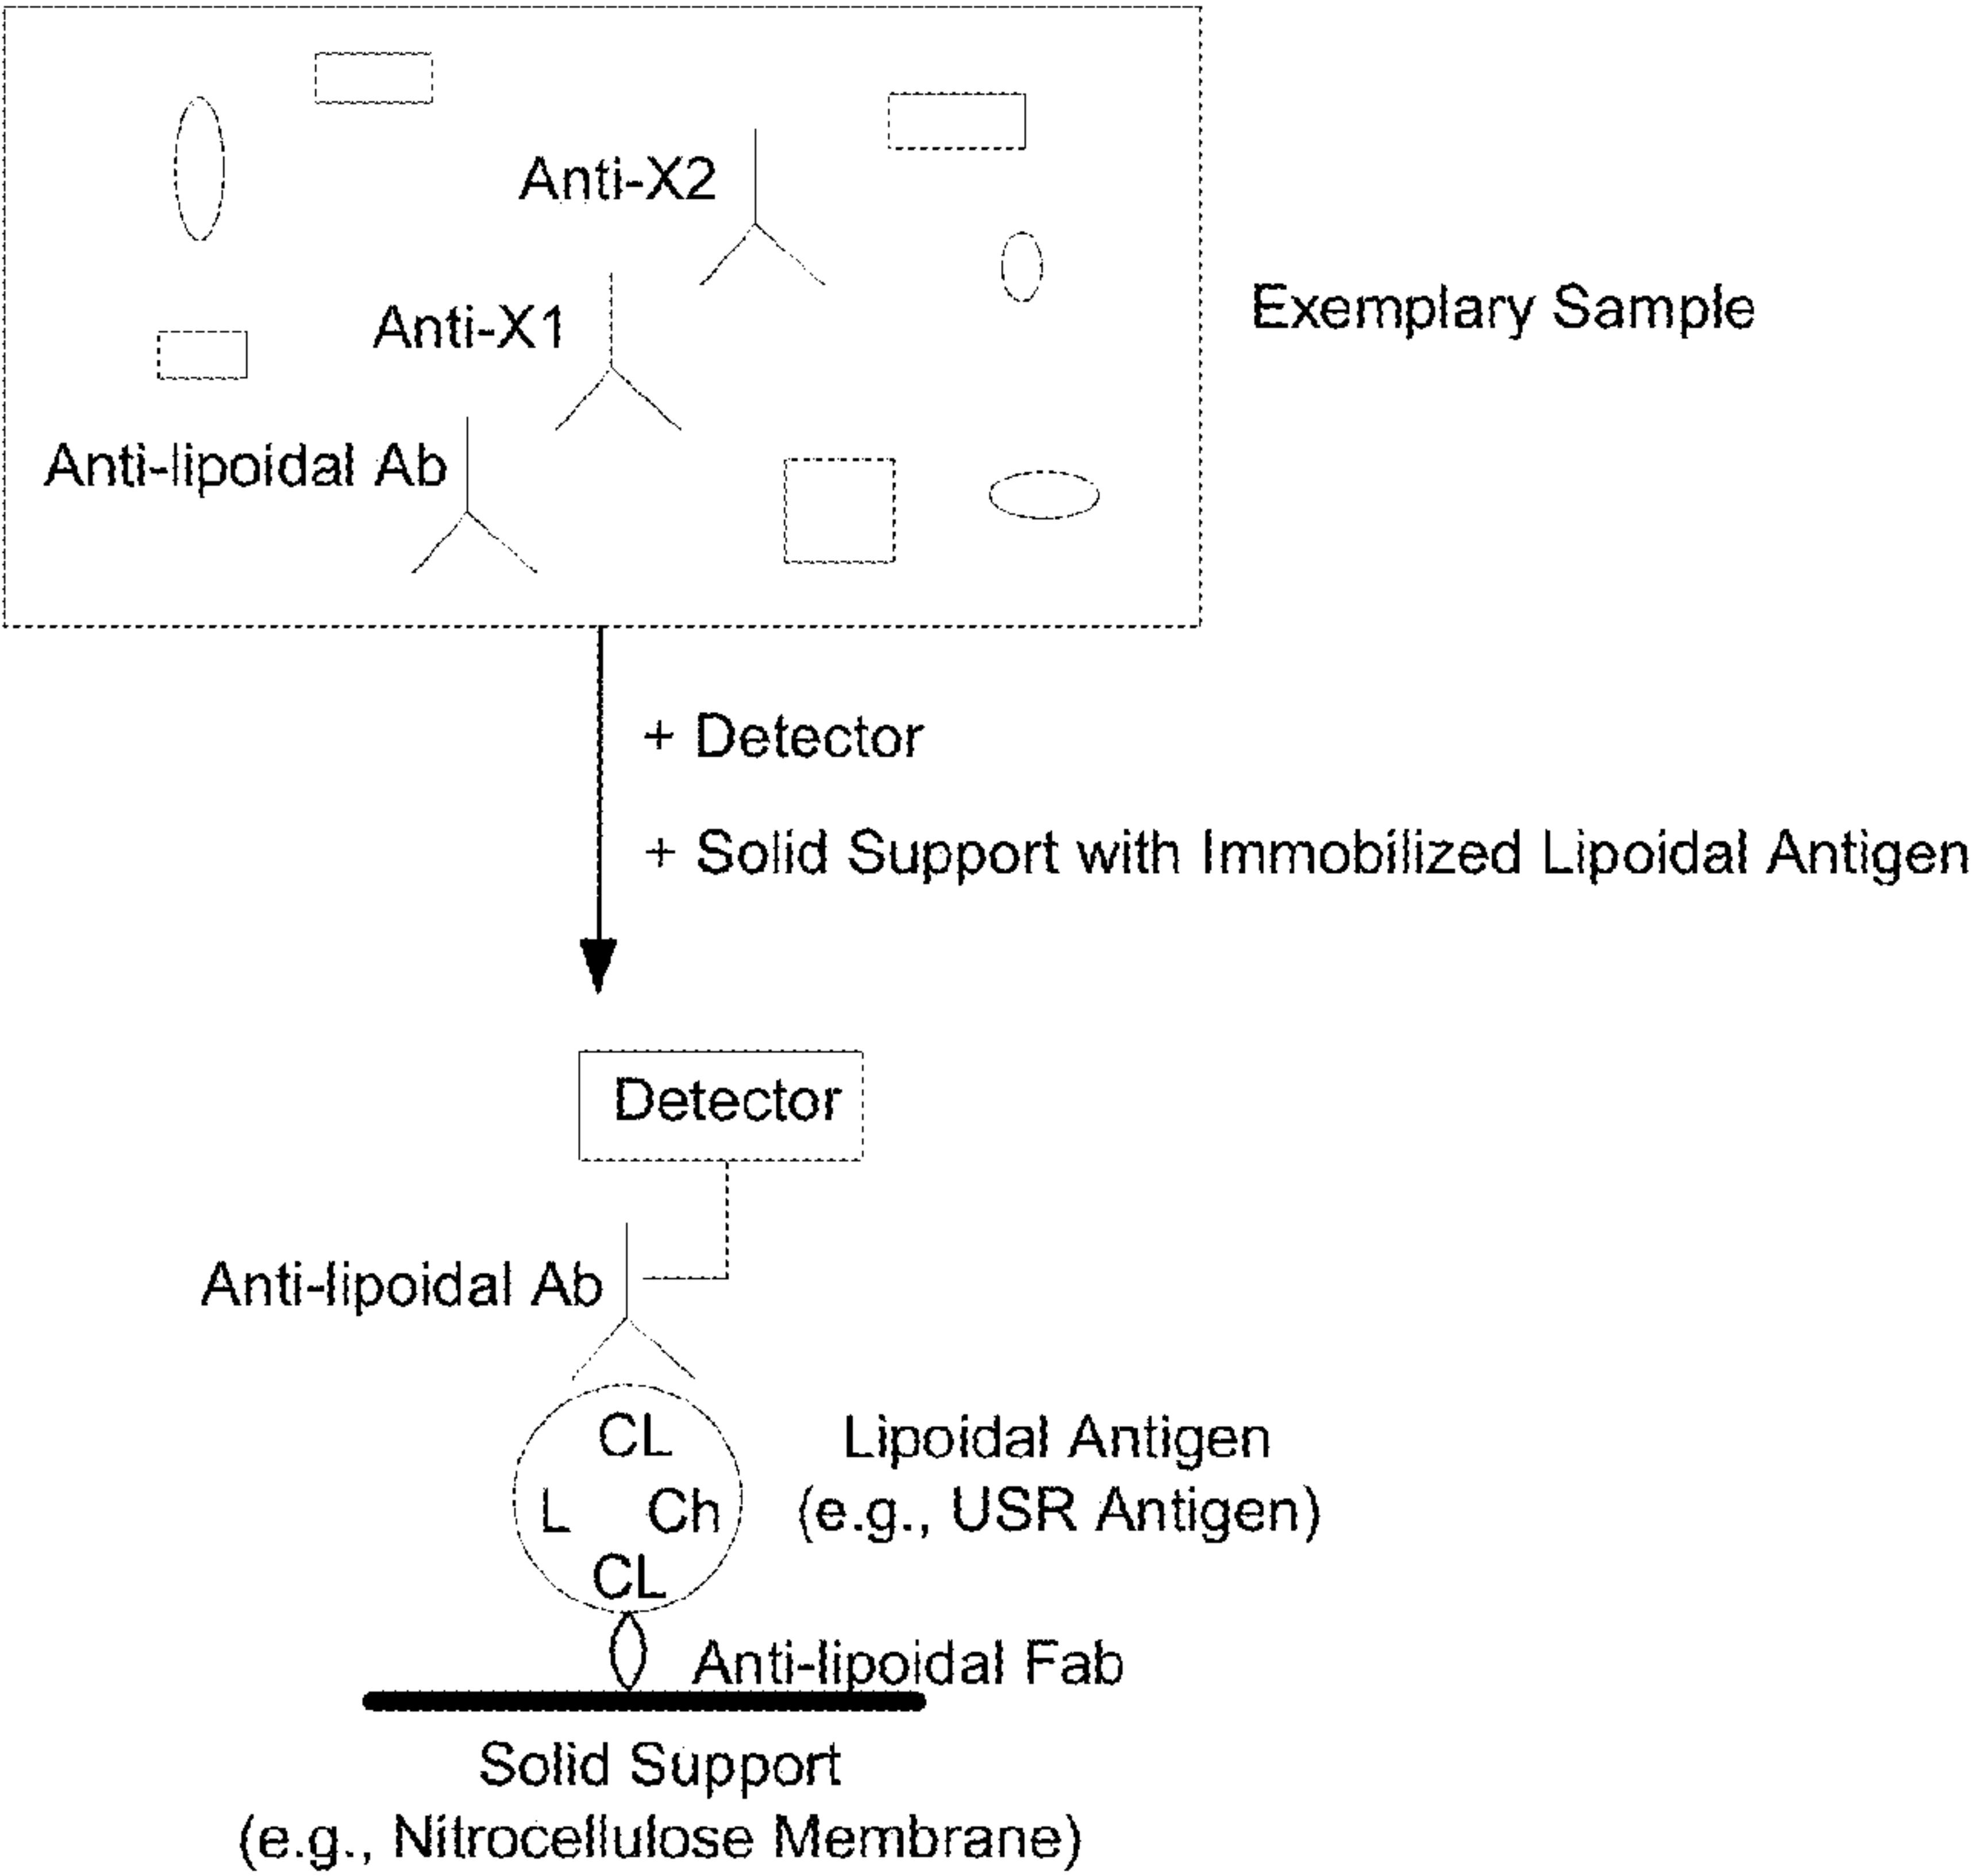 Anti-X2
Exemplary Sample
Anti-X1
Anti-lipoidal Ab
+ Detector
+ Solid Support with Immobilized Lipoidal Antigen
Detector
Anti-lipoidal Ab
CL
L Ch
CL
Lipoidal Antigen
(e.g., USR Antigen)
Anti-lipoidal Fab
Solid Support
(e.g., Nitrocellulose Membrane)